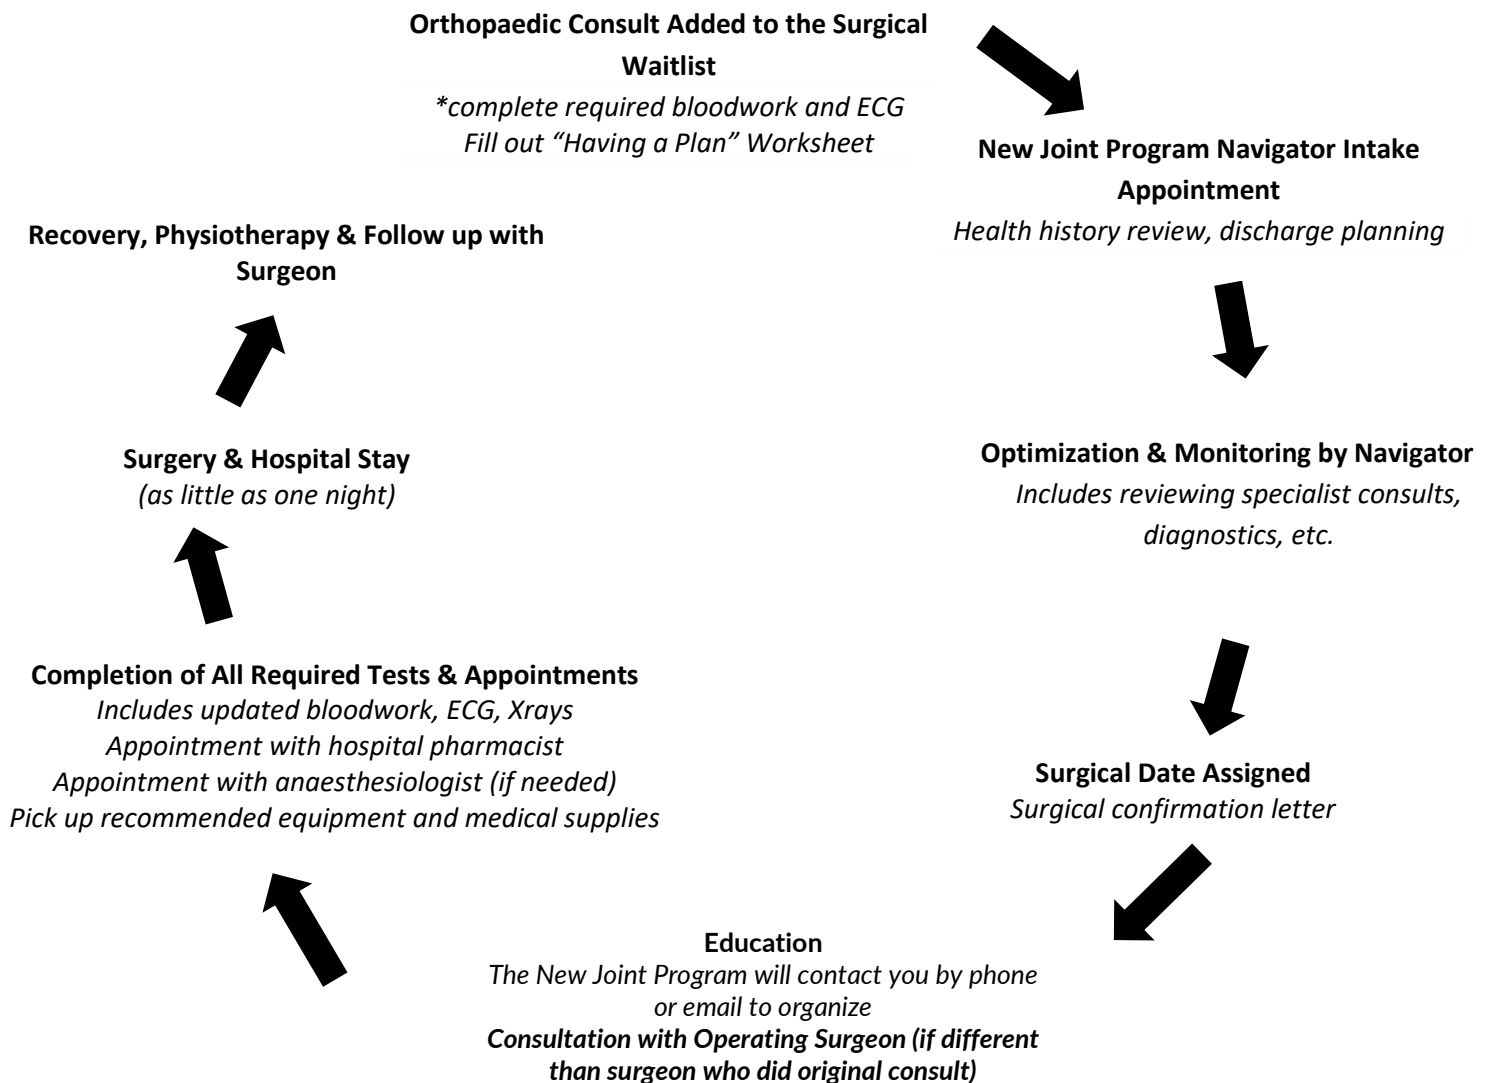 Orthopaedic Consult Added to the Surgical
Waitlist
*complete required bloodwork and ECG
Fill out “Having a Plan” Worksheet
New Joint Program Navigator Intake
Appointment
Health history review, discharge planning
Optimization & Monitoring by Navigator
Includes reviewing specialist consults,
diagnostics, etc.
Surgical Date Assigned
Surgical confirmation letter
Education
The New Joint Program will contact you by phone
or email to organize
Consultation with Operating Surgeon (if different
than surgeon who did original consult)
Completion of All Required Tests & Appointments
Includes updated bloodwork, ECG, Xrays
Appointment with hospital pharmacist
Appointment with anaesthesiologist (if needed)
Pick up recommended equipment and medical supplies
Surgery & Hospital Stay
(as little as one night)
Recovery, Physiotherapy & Follow up with
Surgeon